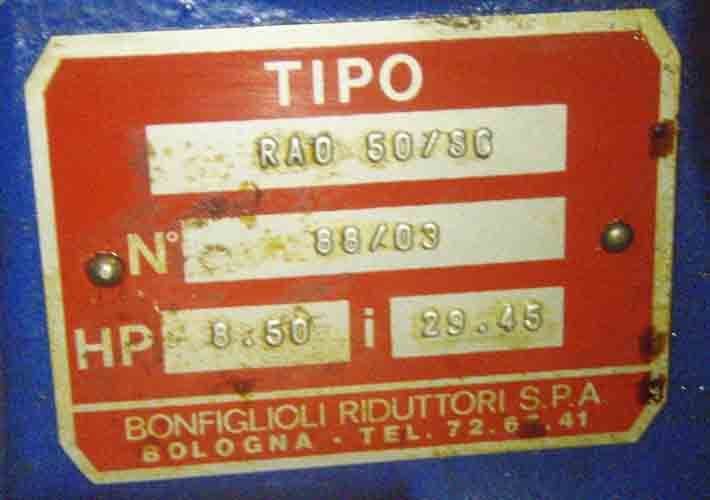 TIPO
RAO 50/SC
N° 88/03
HP 8.50 i 29.45
BONFIGLIOLI RIDUTTORI S.P.A
BOLOGNA - TEL.